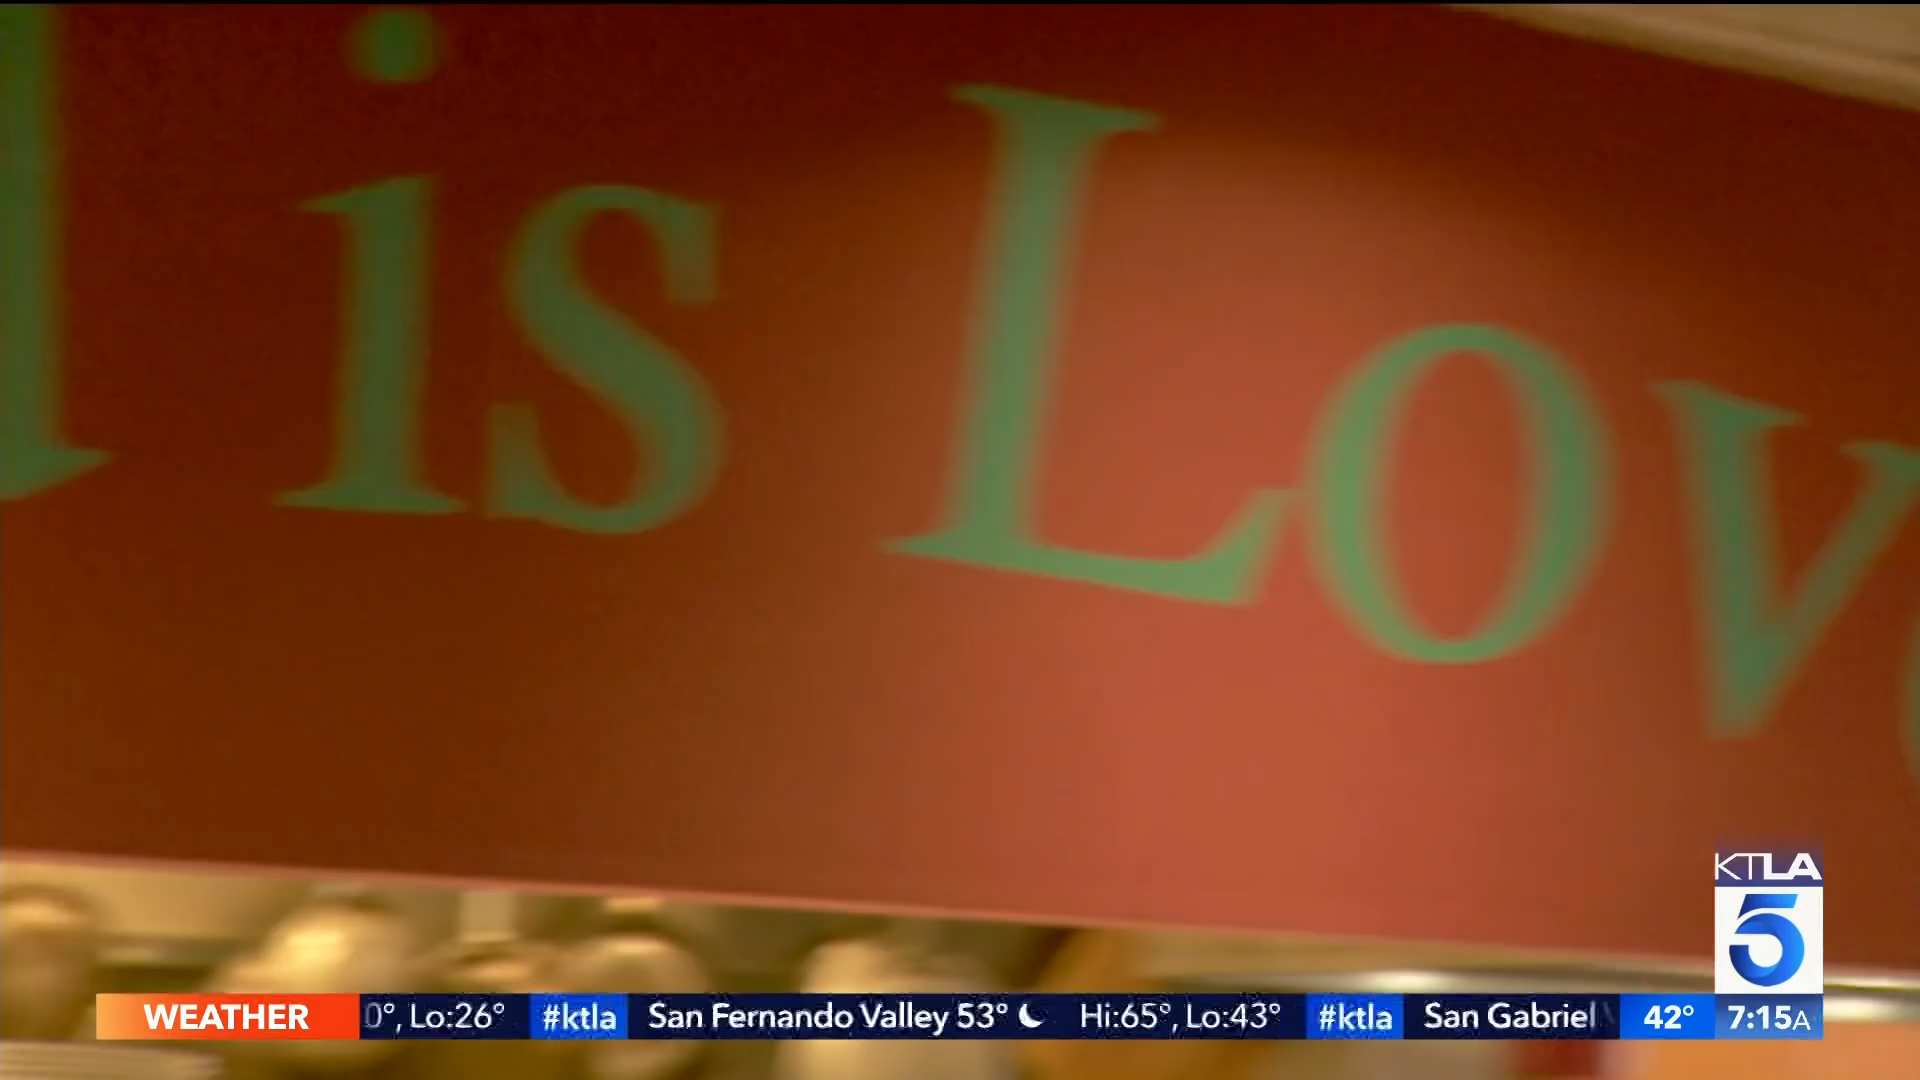 is Love
KTLA
5
WEATHER 0°, Lo:26° #ktla San Fernando Valley 53° Hi:65°, Lo:43° #ktla San Gabriel 42° 7:15A